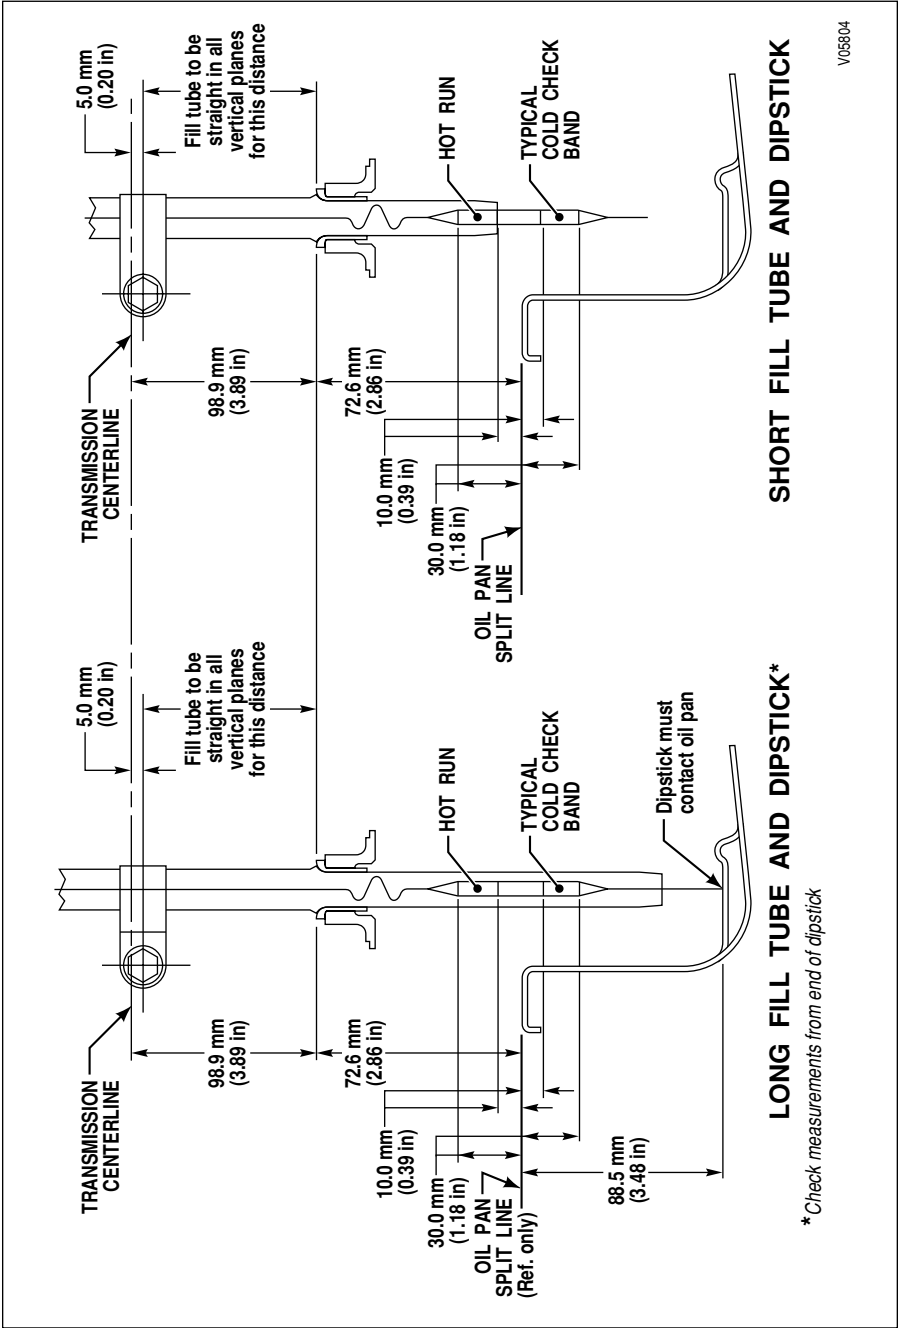 TRANSMISSION
CENTERLINE
5.0 mm
(0.20 in)
Fill tube to be
straight in all
vertical planes
for this distance
98.9 mm
(3.89 in)
72.6 mm
(2.86 in)
10.0 mm
(0.39 in)
30.0 mm
(1.18 in)
OIL PAN
SPLIT LINE
(Ref. only)
88.5 mm
(3.48 in)
HOT RUN
TYPICAL
COLD CHECK
BAND
Dipstick must
contact oil pan
LONG FILL TUBE AND DIPSTICK*
*Check measurements from end of dipstick
TRANSMISSION
CENTERLINE
5.0 mm
(0.20 in)
Fill tube to be
straight in all
vertical planes
for this distance
98.9 mm
(3.89 in)
72.6 mm
(2.86 in)
10.0 mm
(0.39 in)
30.0 mm
(1.18 in)
OIL PAN
SPLIT LINE
HOT RUN
TYPICAL
COLD CHECK
BAND
SHORT FILL TUBE AND DIPSTICK
V05804